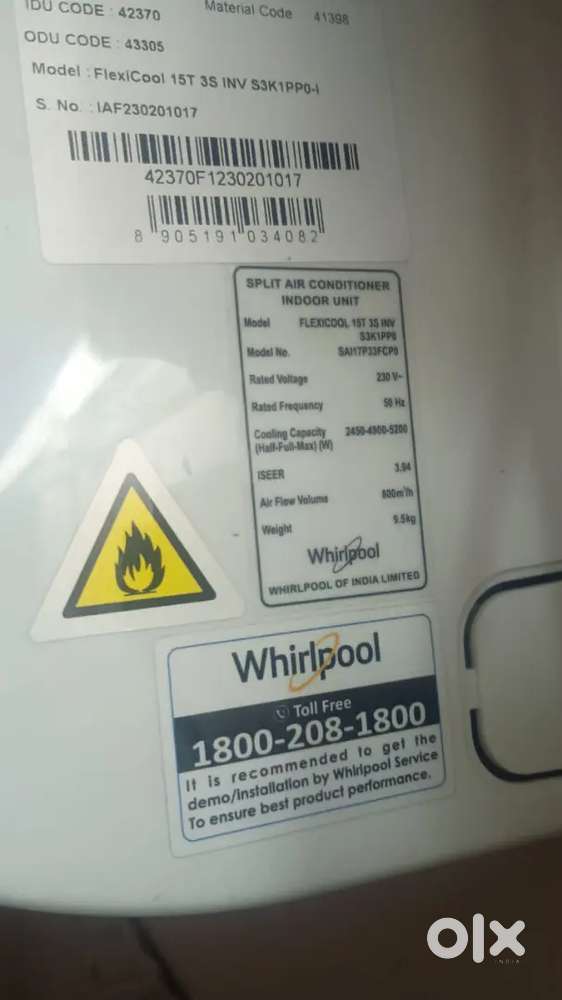 IDU CODE : 42370 Material Code 41398
ODU CODE : 43305
Model : FlexiCool 15T 3S INV S3K1PP0-I
S. No. : IAF230201017
42370F1230201017
8 905191 034082
SPLIT AIR CONDITIONER
INDOOR UNIT
Model FLEXICOOL 15T 3S INV
S3K1PP0
Model No. SAI17P33FCP0
Rated Voltage 230 V~
Rated Frequency 50 Hz
Cooling Capacity 2450-4900-5200
(Half-Full-Max) (W)
ISEER 3.94
Air Flow Volume 800m³/h
Weight 9.5kg
Whirlpool
WHIRLPOOL OF INDIA LIMITED
Whirlpool
Toll Free
1800-208-1800
It is recommended to get the
demo/installation by Whirlpool Service
To ensure best product performance.
olx
INDIA